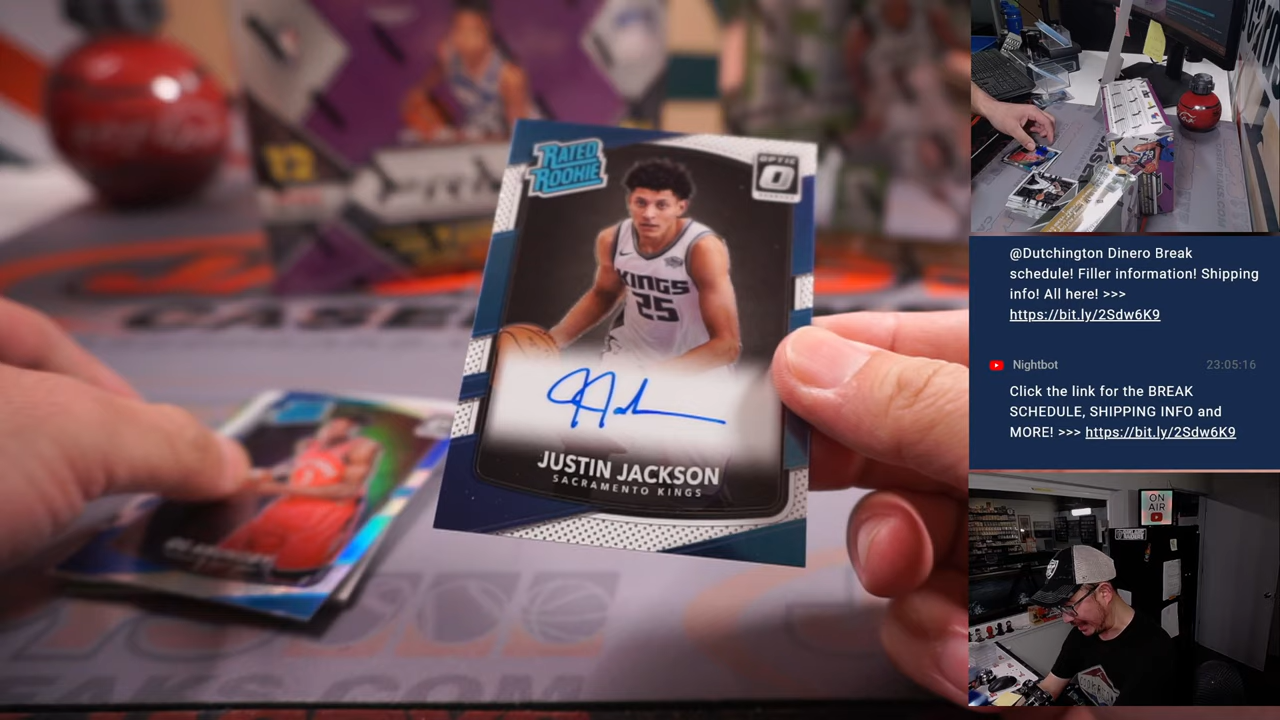 RATED
ROOKIE
OPTIC
KINGS
25
JUSTIN JACKSON
SACRAMENTO KINGS
@Dutchington Dinero Break
schedule! Filler information! Shipping
info! All here! >>>
https://bit.ly/2Sdw6K9
Nightbot 23:05:16
Click the link for the BREAK
SCHEDULE, SHIPPING INFO and
MORE! >>> https://bit.ly/2Sdw6K9
ON
AIR